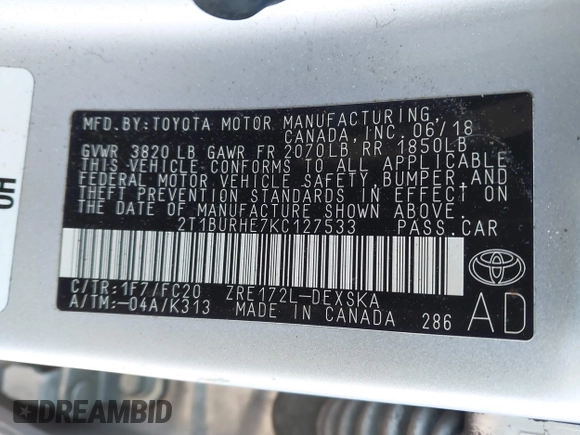 MFD.BY:TOYOTA MOTOR MANUFACTURING,
CANADA, INC. 06/18
GVWR 3820 LB GAWR FR 2070LB, RR 1850LB
THIS VEHICLE CONFORMS TO ALL APPLICABLE
FEDERAL MOTOR VEHICLE SAFETY, BUMPER, AND
THEFT PREVENTION STANDARDS IN EFFECT ON
THE DATE OF MANUFACTURE SHOWN ABOVE.
2T1BURHE7KC127533 PASS.CAR
C/TR:1F7/FC20 ZRE172L-DEXSKA
A/TM:-04A/K313 MADE IN CANADA 286
TOYOTA
AD
HO
DREAMBID